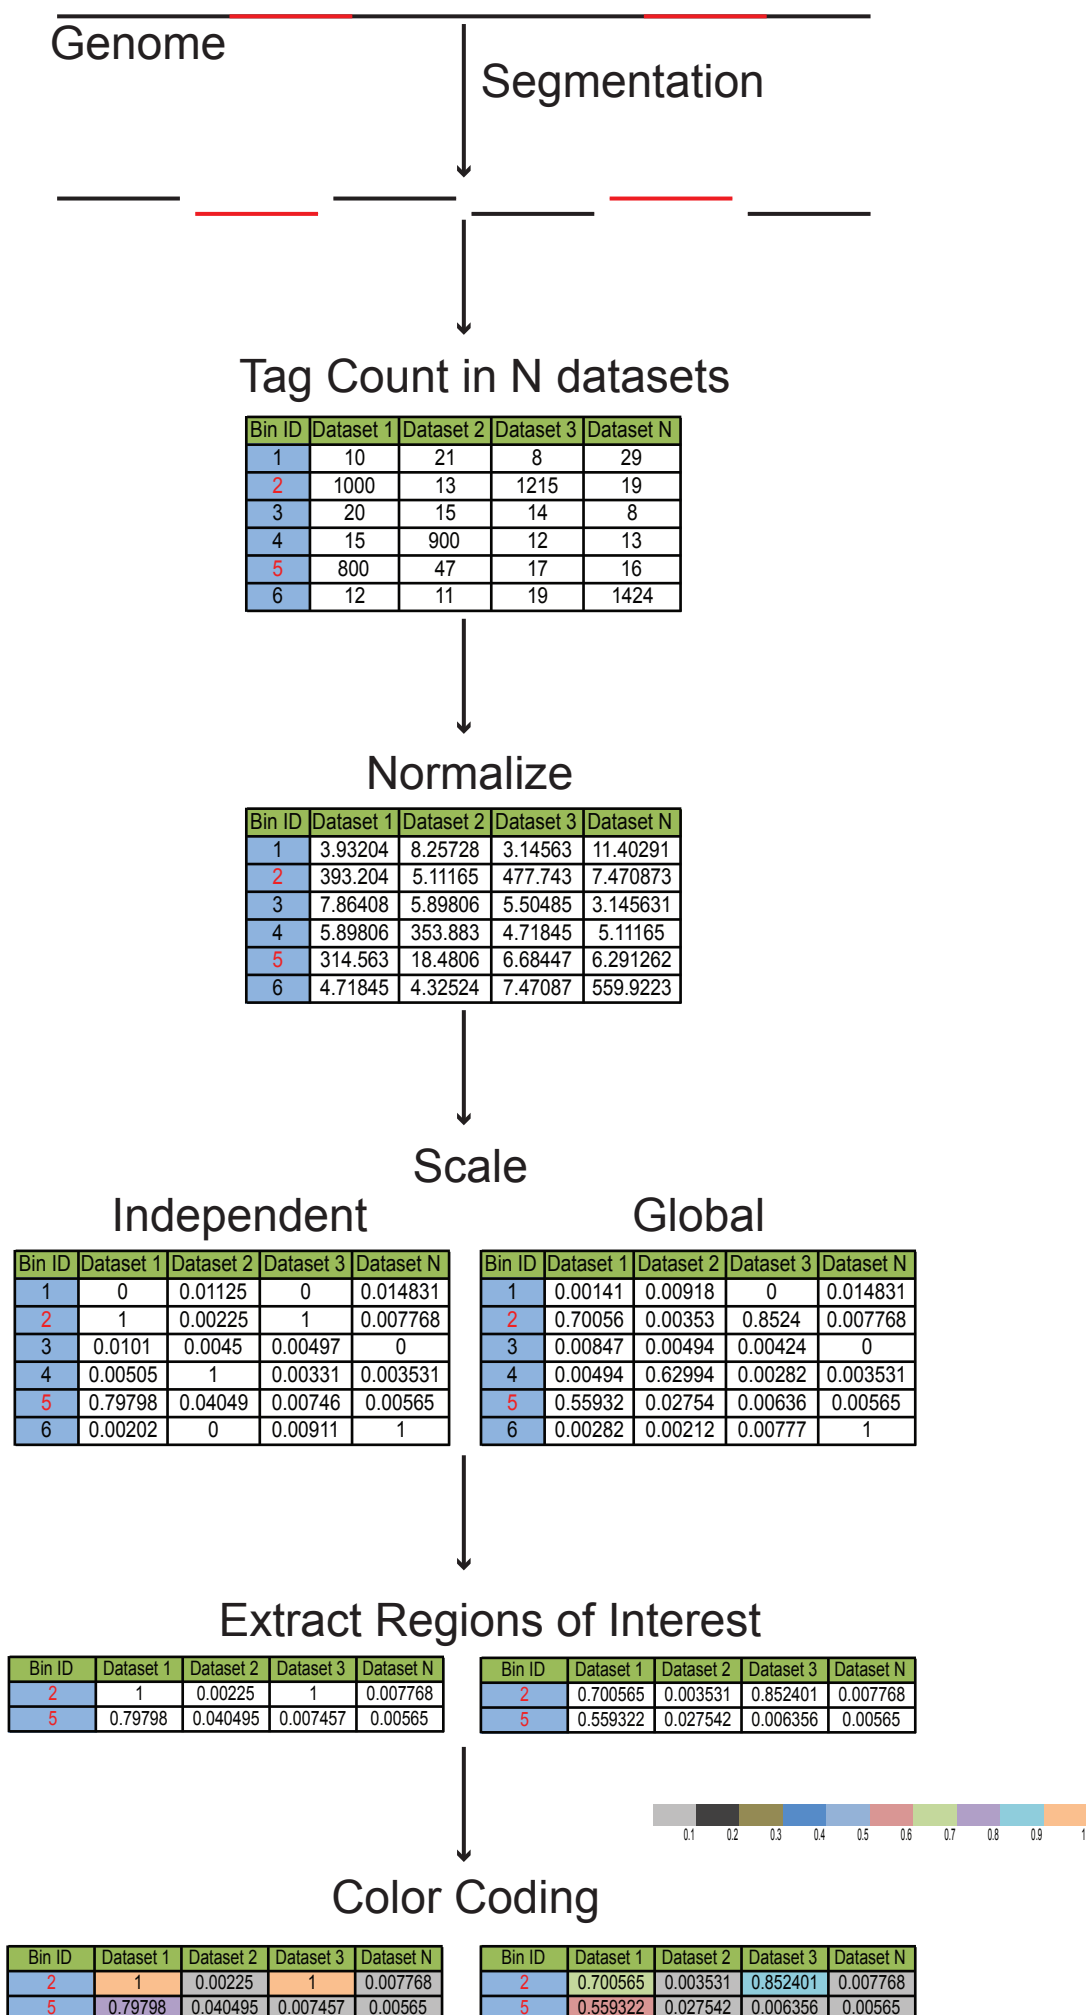 Genome
Segmentation
Tag Count in N datasets
Bin ID Dataset 1 Dataset 2 Dataset 3 Dataset N
1 10 21 8 29
2 1000 13 1215 19
3 20 15 14 8
4 15 900 12 13
5 800 47 17 16
6 12 11 19 1424
Normalize
Bin ID Dataset 1 Dataset 2 Dataset 3 Dataset N
1 3.93204 8.25728 3.14563 11.40291
2 393.204 5.11165 477.743 7.470873
3 7.86408 5.89806 5.50485 3.145631
4 5.89806 353.883 4.71845 5.11165
5 314.563 18.4806 6.68447 6.291262
6 4.71845 4.32524 7.47087 559.9223
Scale
Independent
Bin ID Dataset 1 Dataset 2 Dataset 3 Dataset N
1 0 0.01125 0 0.014831
2 1 0.00225 1 0.007768
3 0.0101 0.0045 0.00497 0
4 0.00505 1 0.00331 0.003531
5 0.79798 0.04049 0.00746 0.00565
6 0.00202 0 0.00911 1
Global
Bin ID Dataset 1 Dataset 2 Dataset 3 Dataset N
1 0.00141 0.00918 0 0.014831
2 0.70056 0.00353 0.8524 0.007768
3 0.00847 0.00494 0.00424 0
4 0.00494 0.62994 0.00282 0.003531
5 0.55932 0.02754 0.00636 0.00565
6 0.00282 0.00212 0.00777 1
Extract Regions of Interest
Bin ID Dataset 1 Dataset 2 Dataset 3 Dataset N
2 1 0.00225 1 0.007768
5 0.79798 0.040495 0.007457 0.00565
Bin ID Dataset 1 Dataset 2 Dataset 3 Dataset N
2 0.700565 0.003531 0.852401 0.007768
5 0.559322 0.027542 0.006356 0.00565
0.1 0.2 0.3 0.4 0.5 0.6 0.7 0.8 0.9 1
Color Coding
Bin ID Dataset 1 Dataset 2 Dataset 3 Dataset N
2 1 0.00225 1 0.007768
5 0.79798 0.040495 0.007457 0.00565
Bin ID Dataset 1 Dataset 2 Dataset 3 Dataset N
2 0.700565 0.003531 0.852401 0.007768
5 0.559322 0.027542 0.006356 0.00565